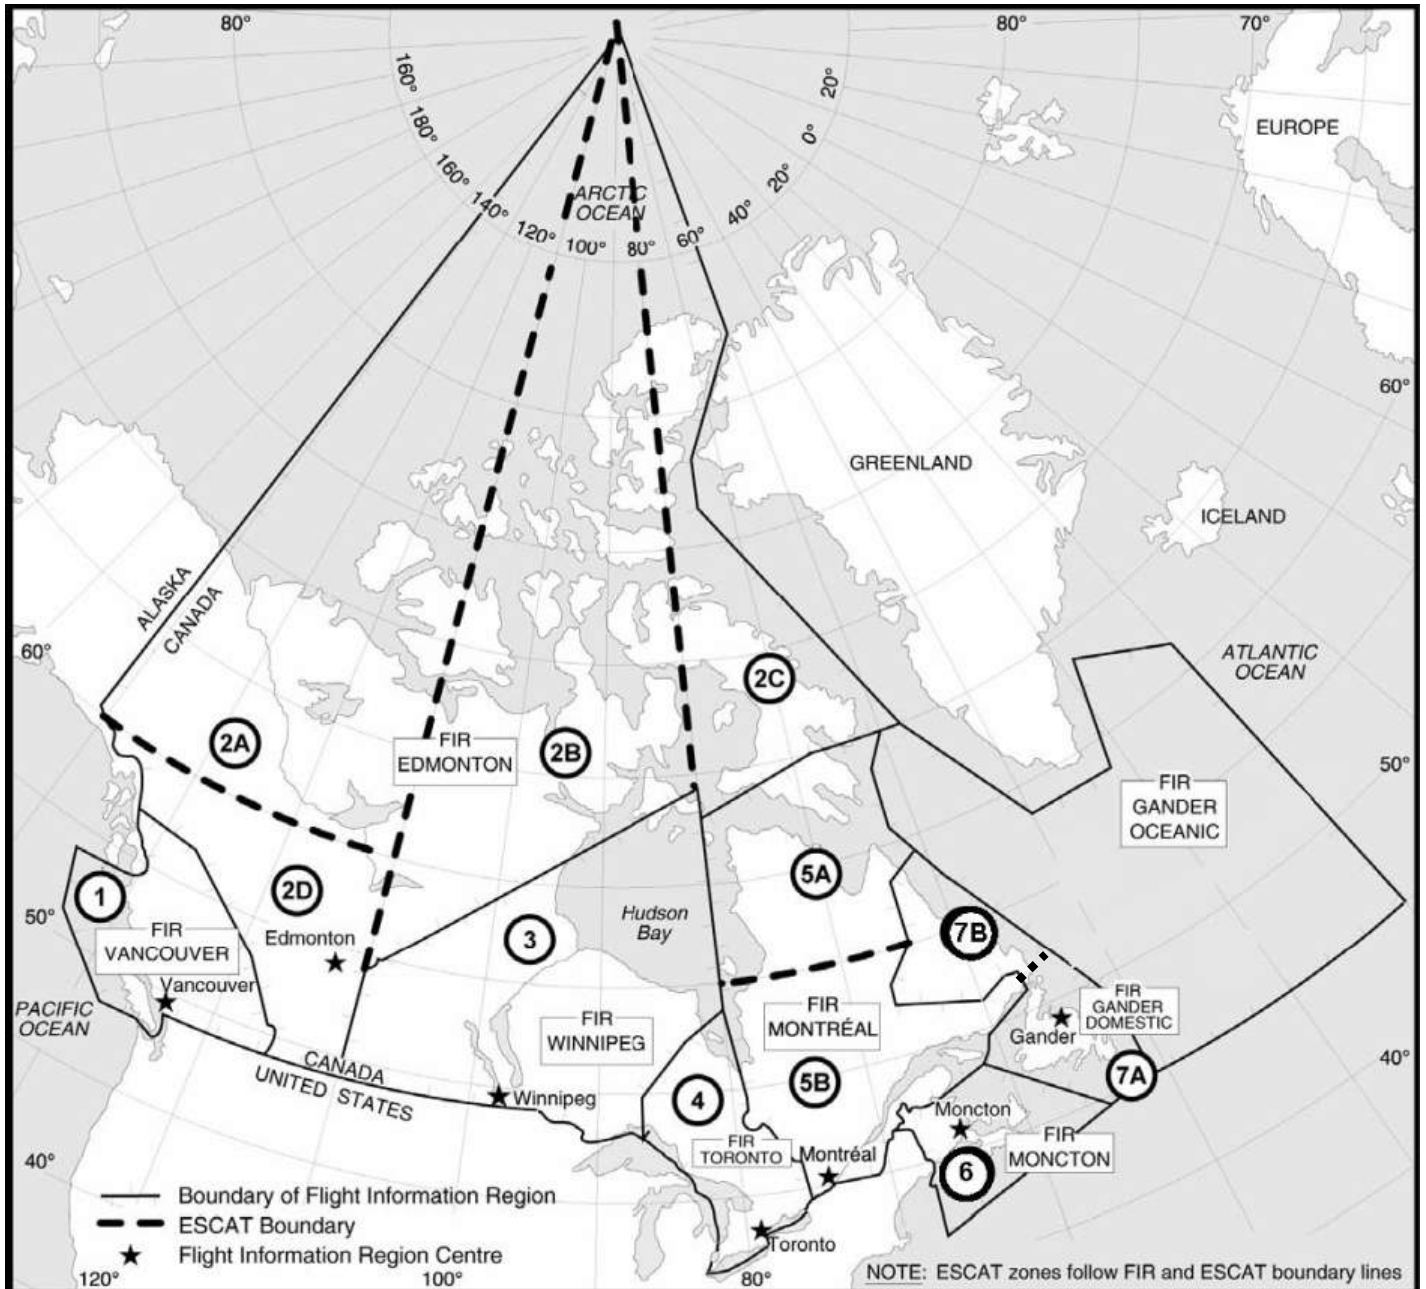 80°
80°
70°
160°
180°
160°
140°
120°
100°
80°
60°
40°
20°
0°
20°
ARCTIC
OCEAN
EUROPE
60°
GREENLAND
ICELAND
ALASKA
CANADA
60°
ATLANTIC
OCEAN
2C
2A
FIR
EDMONTON
2B
50°
FIR
GANDER
OCEANIC
1
2D
5A
50°
Hudson
Bay
3
7B
FIR
VANCOUVER
Edmonton
Vancouver
PACIFIC
OCEAN
FIR
WINNIPEG
FIR
MONTRÉAL
FIR
GANDER
DOMESTIC
Gander
40°
CANADA
UNITED STATES
Winnipeg
4
5B
7A
Moncton
FIR
TORONTO
Montréal
FIR
MONCTON
6
40°
Boundary of Flight Information Region
ESCAT Boundary
Flight Information Region Centre
Toronto
120°
100°
80°
NOTE: ESCAT zones follow FIR and ESCAT boundary lines